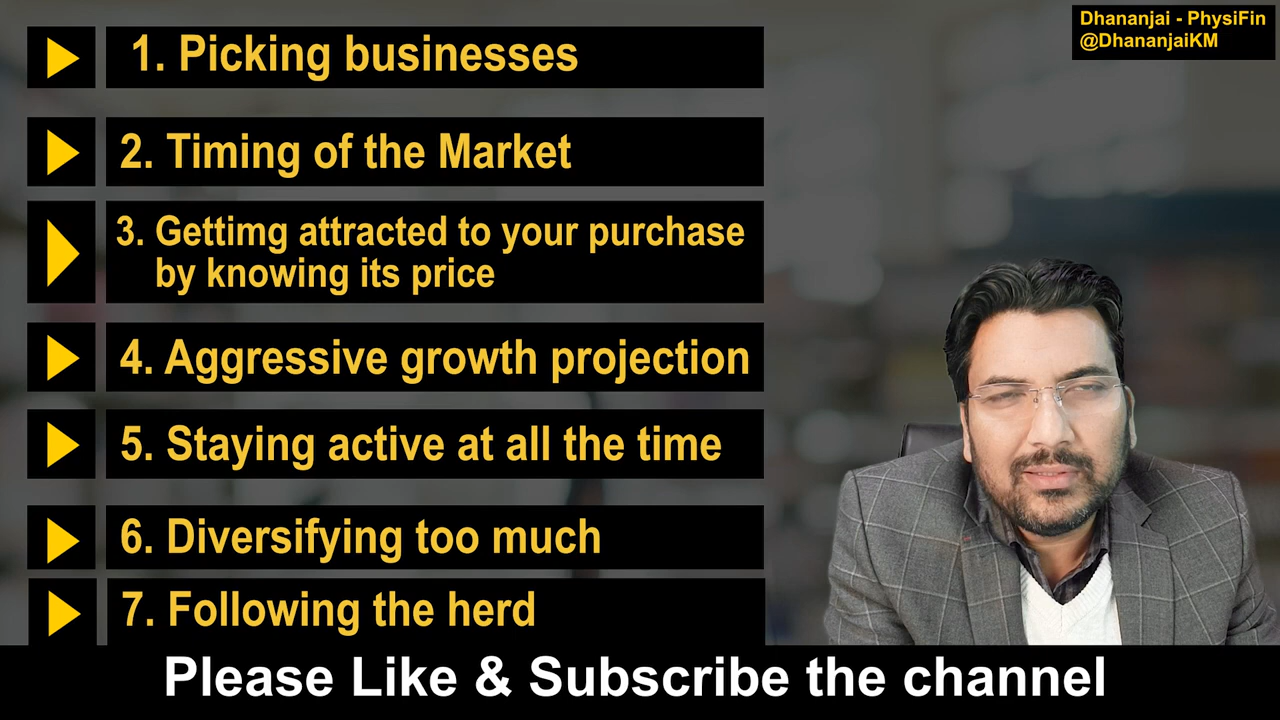 Dhananjai - PhysiFin
@DhananjaiKM
1. Picking businesses
2. Timing of the Market
3. Gettimg attracted to your purchase
by knowing its price
4. Aggressive growth projection
5. Staying active at all the time
6. Diversifying too much
7. Following the herd
Please Like & Subscribe the channel